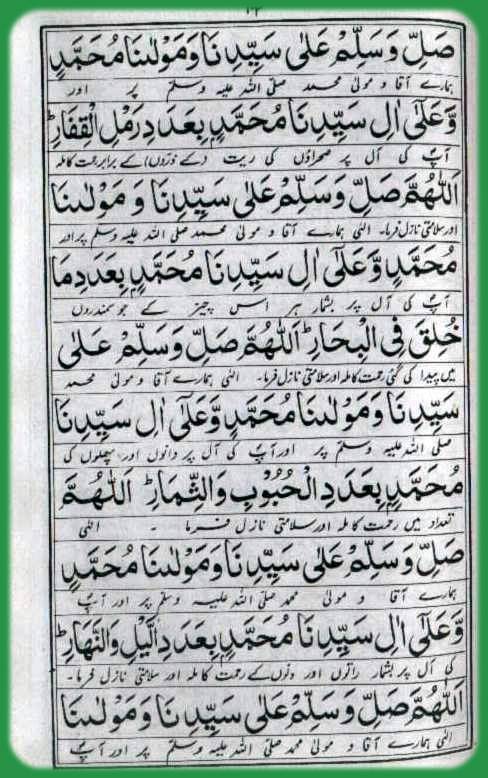 ۱۴
صَلِّ وَسَلِّمْ عَلٰى سَيِّدِنَا وَمَوْلٰىنَا مُحَمَّدٍ
ہمارے آقا و مولیٰ محمد صلی اللہ علیہ وسلم پر اور
وَّعَلٰٓى اٰلِ سَيِّدِنَا مُحَمَّدٍۭ بِعَدَدِ رَمْلِ الْقِفَارِؕ
آپؐ کی آل پر صحراؤں کی ریت (کے ذروں) کے برابر رحمت کاملہ
اَللّٰهُمَّ صَلِّ وَسَلِّمْ عَلٰى سَيِّدِنَا وَ مَوْلٰىنَا
اور سلامتی نازل فرما۔ الٰہی ہمارے آقا و مولیٰ محمد صلی اللہ علیہ وسلم پر اور
مُحَمَّدٍ وَّعَلٰٓى اٰلِ سَيِّدِنَا مُحَمَّدٍۭ بِعَدَدِ مَا
آپؐ کی آل پر بشمار ہر اس چیز کے جو سمندروں
خُلِقَ فِى الْبِحَارِؕ اَللّٰهُمَّ صَلِّ وَسَلِّمْ عَلٰى
میں پیدا کی گئی رحمت کاملہ اور سلامتی نازل فرما۔ الٰہی ہمارے آقا و مولیٰ محمد
سَيِّدِنَا وَمَوْلٰىنَا مُحَمَّدٍ وَّعَلٰٓى اٰلِ سَيِّدِنَا
صلی اللہ علیہ وسلم پر اور آپؐ کی آل پر دانوں اور پھلوں کی
مُحَمَّدٍۭ بِعَدَدِ الْحُبُوْبِ وَالثِّمَارِؕ اَللّٰهُمَّ
تعداد میں رحمت کاملہ اور سلامتی نازل فرما ۔ الٰہی
صَلِّ وَسَلِّمْ عَلٰى سَيِّدِنَا وَمَوْلٰىنَا مُحَمَّدٍ
ہمارے آقا و مولیٰ محمد صلی اللہ علیہ وسلم پر اور آپؐ
وَّعَلٰٓى اٰلِ سَيِّدِنَا مُحَمَّدٍۭ بِعَدَدِ الَّيْلِ وَالنَّهَارِؕ
کی آل پر بشمار راتوں اور دنوں کے رحمت کاملہ اور سلامتی نازل فرما۔
اَللّٰهُمَّ صَلِّ وَسَلِّمْ عَلٰى سَيِّدِنَا وَ مَوْلٰىنَا
الٰہی ہمارے آقا و مولیٰ محمد صلی اللہ علیہ وسلم پر اور آپؐ